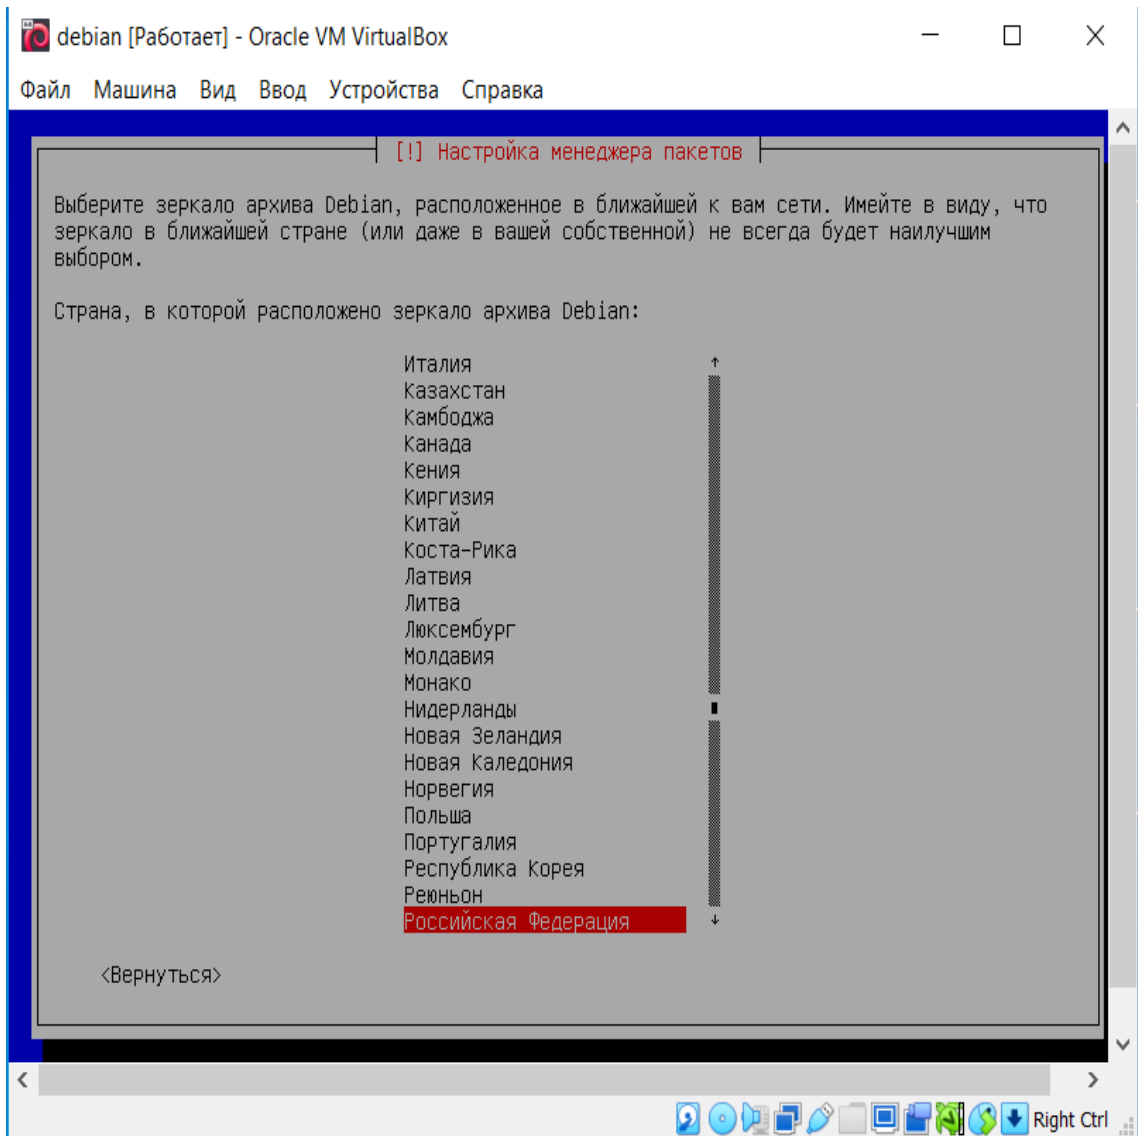 debian [Работает] - Oracle VM VirtualBox
Файл Машина Вид Ввод Устройства Справка
[!] Настройка менеджера пакетов
Выберите зеркало архива Debian, расположенное в ближайшей к вам сети. Имейте в виду, что
зеркало в ближайшей стране (или даже в вашей собственной) не всегда будет наилучшим
выбором.
Страна, в которой расположено зеркало архива Debian:
Италия
Казахстан
Камбоджа
Канада
Кения
Киргизия
Китай
Коста-Рика
Латвия
Литва
Люксембург
Молдавия
Монако
Нидерланды
Новая Зеландия
Новая Каледония
Норвегия
Польша
Португалия
Республика Корея
Реюньон
Российская Федерация
<Вернуться>
Right Ctrl